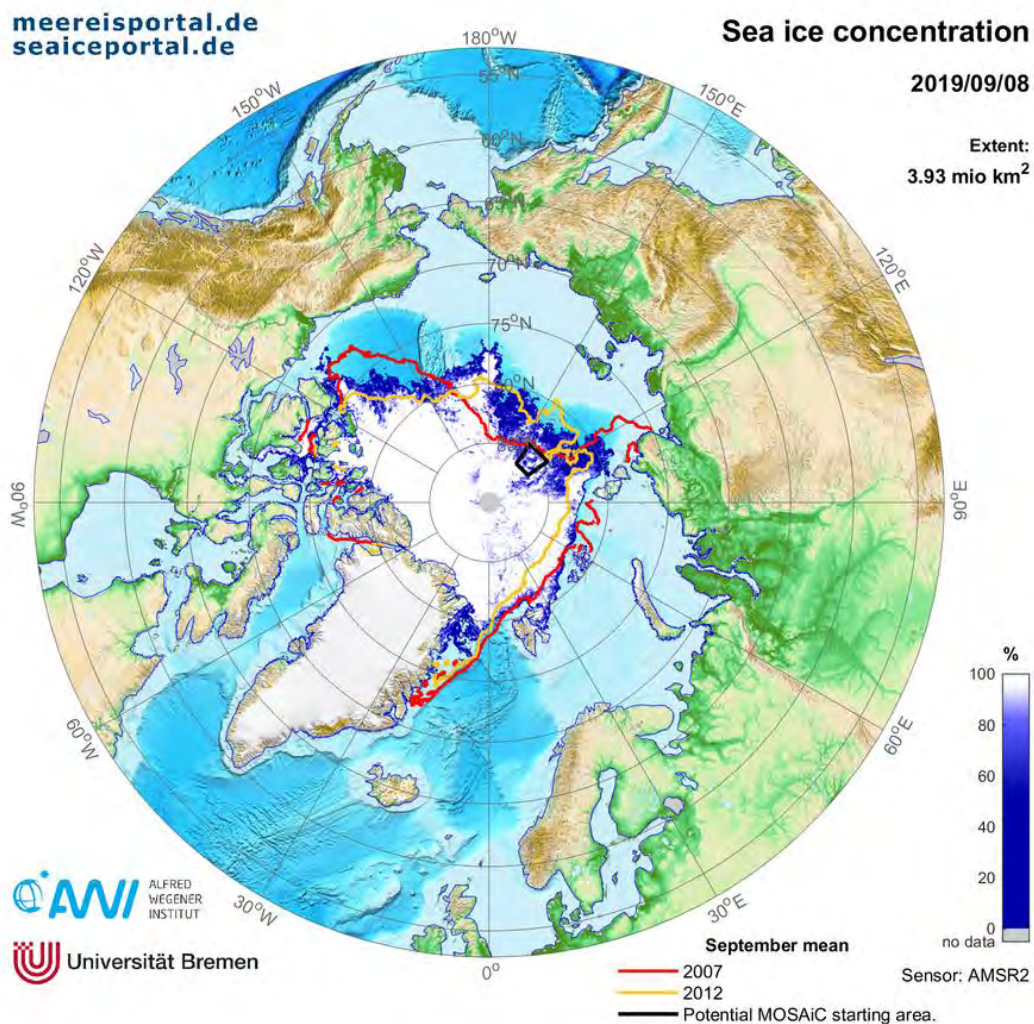 meereisportal.de
seaiceportal.de
Sea ice concentration
2019/09/08
Extent:
3.93 mio km²
180°W
150°W
150°E
120°W
120°E
90°W
90°E
60°W
60°E
30°W
30°E
0°
55°N
60°N
65°N
70°N
75°N
%
100
80
60
40
20
0
no data
Sensor: AMSR2
AWI ALFRED
WEGENER
INSTITUT
Universität Bremen
September mean
2007
2012
Potential MOSAiC starting area.